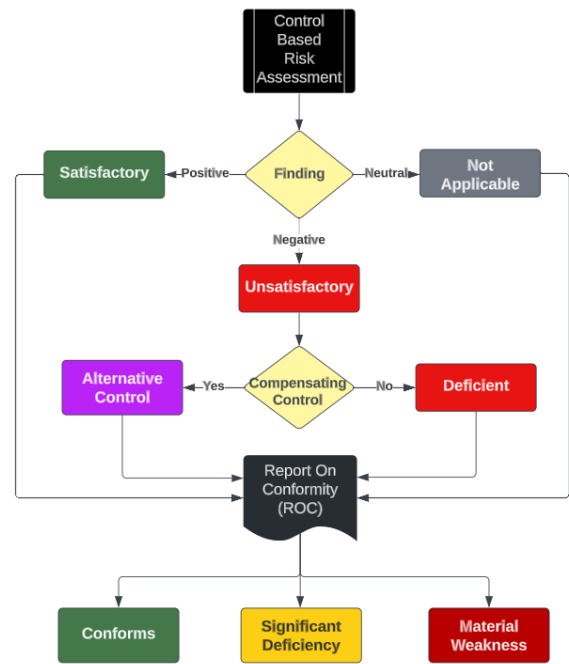 Control
Based
Risk
Assessment
Satisfactory
Positive
Finding
Neutral
Not
Applicable
Negative
Unsatisfactory
Alternative
Control
Yes
Compensating
Control
No
Deficient
Report On
Conformity
(ROC)
Conforms
Significant
Deficiency
Material
Weakness